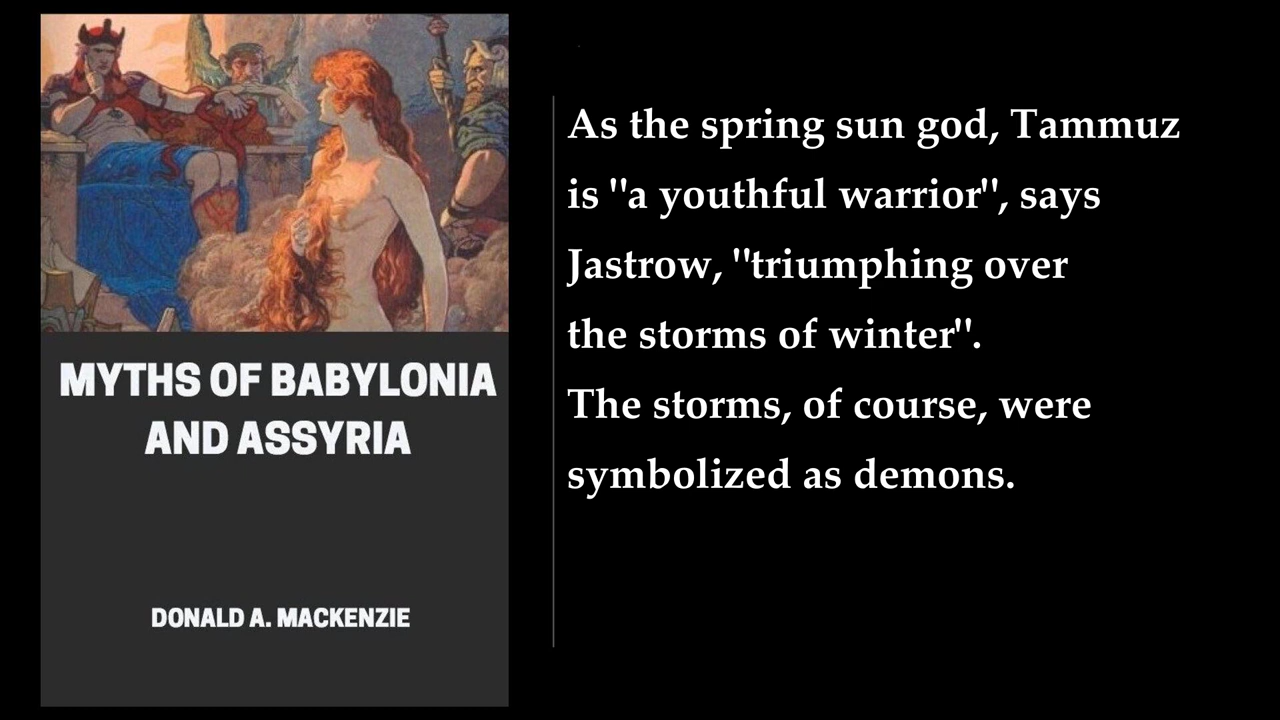 MYTHS OF BABYLONIA
AND ASSYRIA
DONALD A. MACKENZIE
As the spring sun god, Tammuz
is "a youthful warrior", says
Jastrow, "triumphing over
the storms of winter".
The storms, of course, were
symbolized as demons.